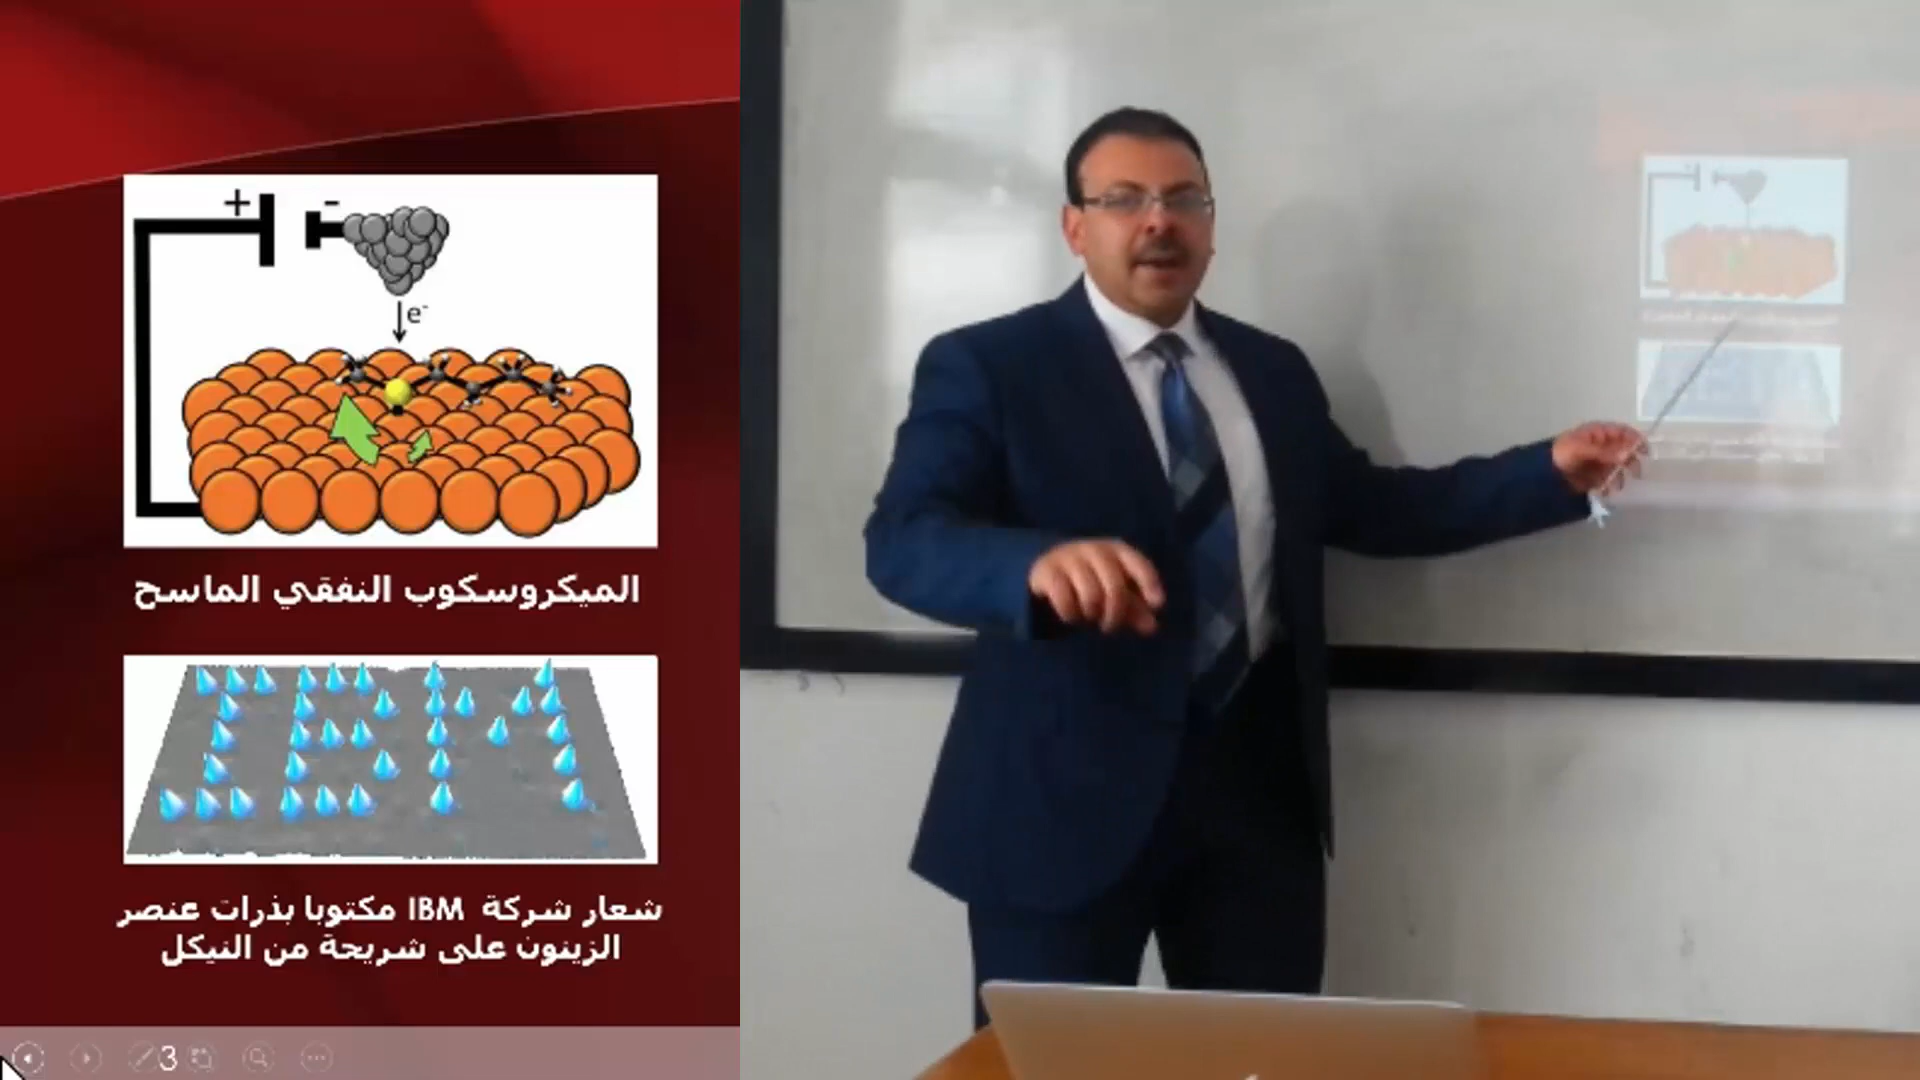 + -
e-
الميكروسكوب النفقي الماسح
IBM
شعار شركة IBM مكتوبا بذرات عنصر
الزينون على شريحة من النيكل
3